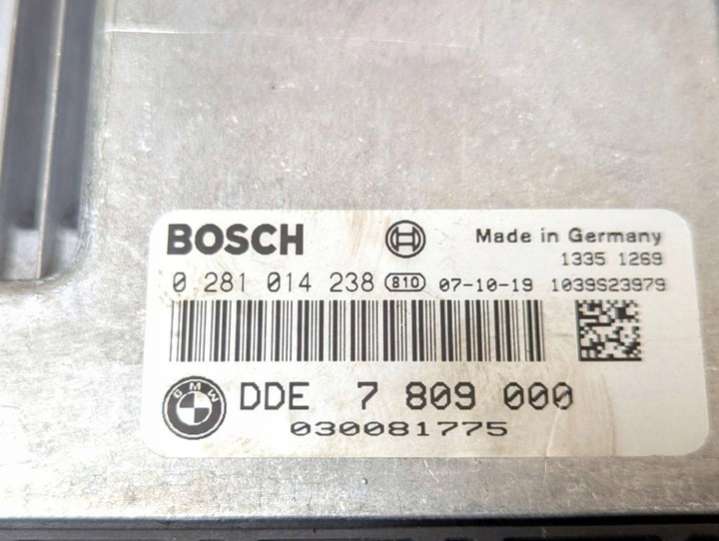 BOSCH Made in Germany
1335 1269
0 281 014 238 810 07-10-19 1039S23979
BMW DDE 7 809 000
030081775